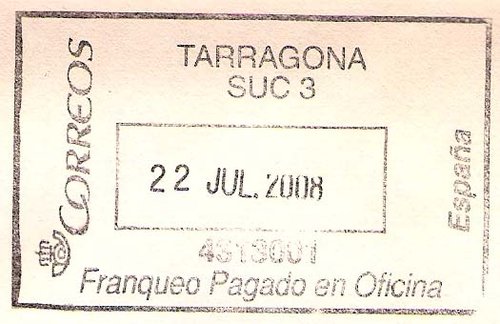 CORREOS
TARRAGONA
SUC 3
22 JUL. 2008
Franqueo Pagado en Oficina
España